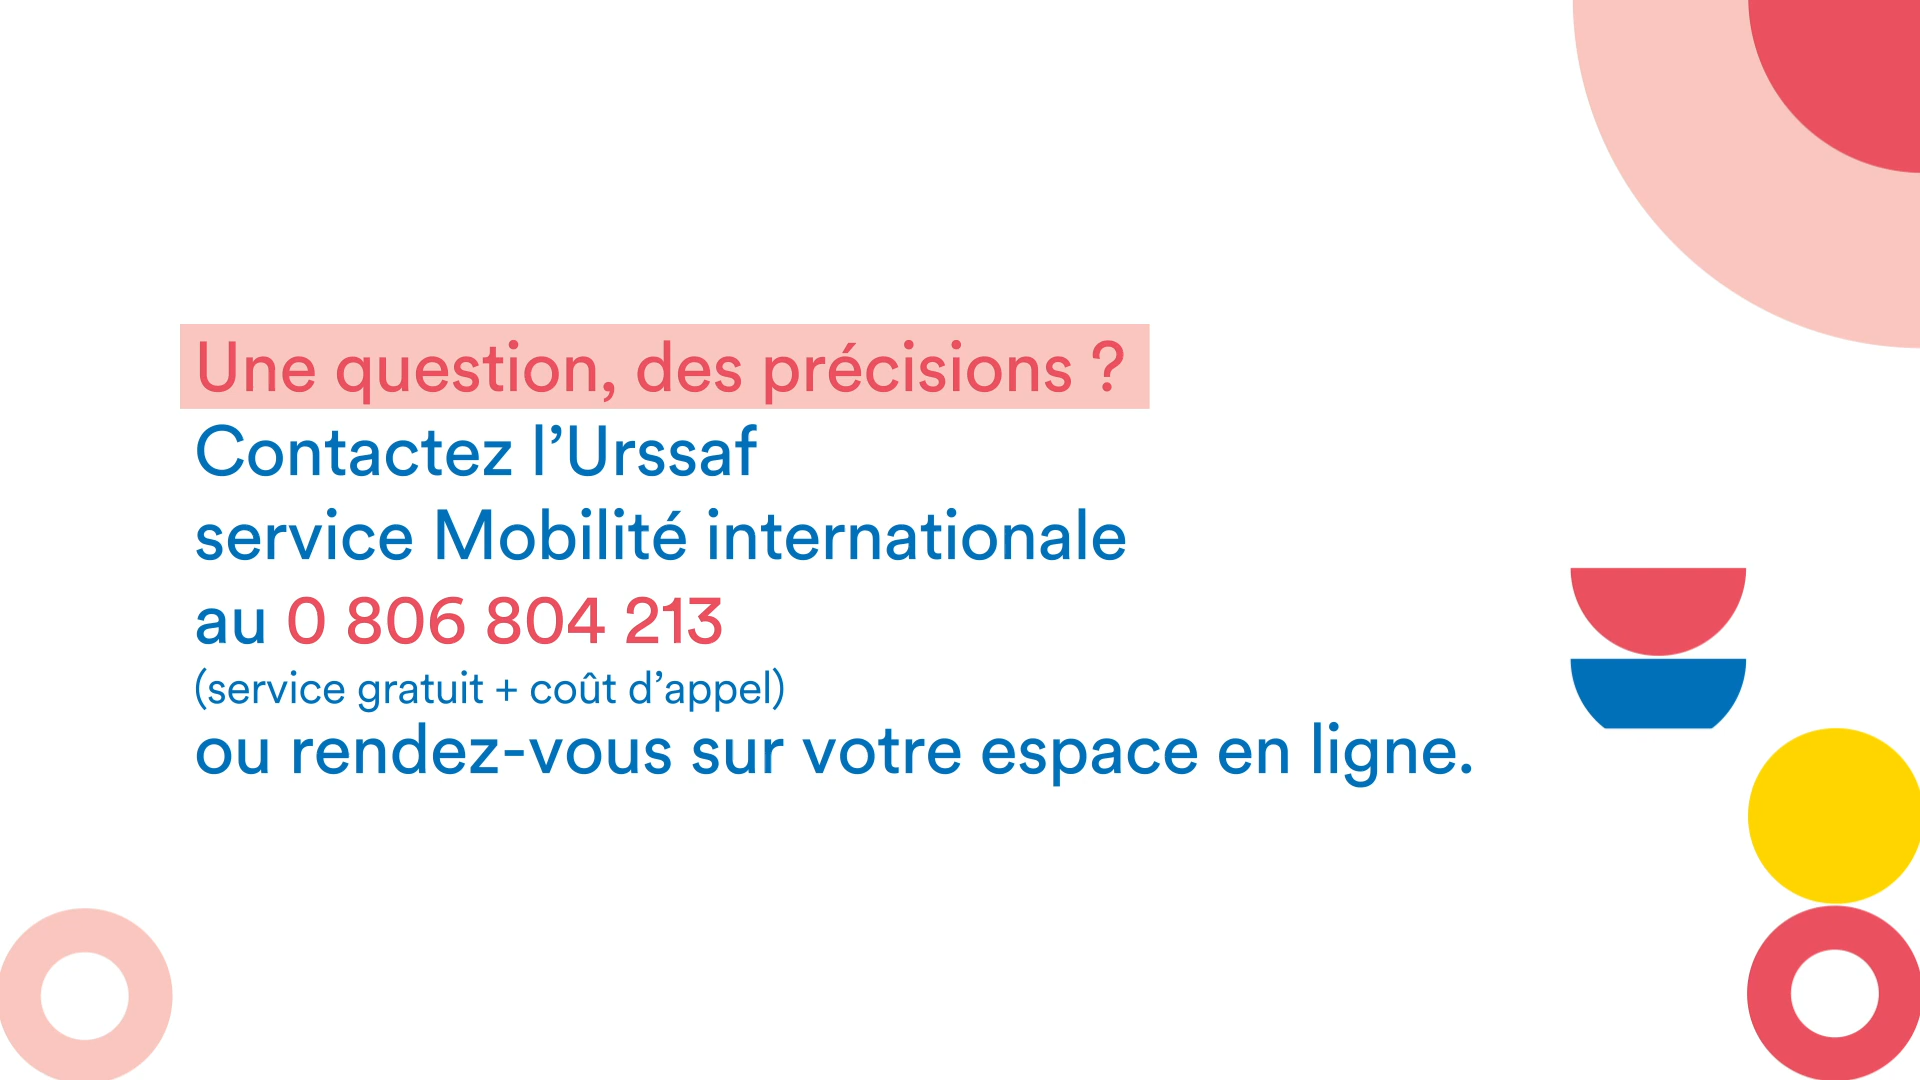 Une question, des précisions ?
Contactez l’Urssaf
service Mobilité internationale
au 0 806 804 213
(service gratuit + coût d’appel)
ou rendez-vous sur votre espace en ligne.